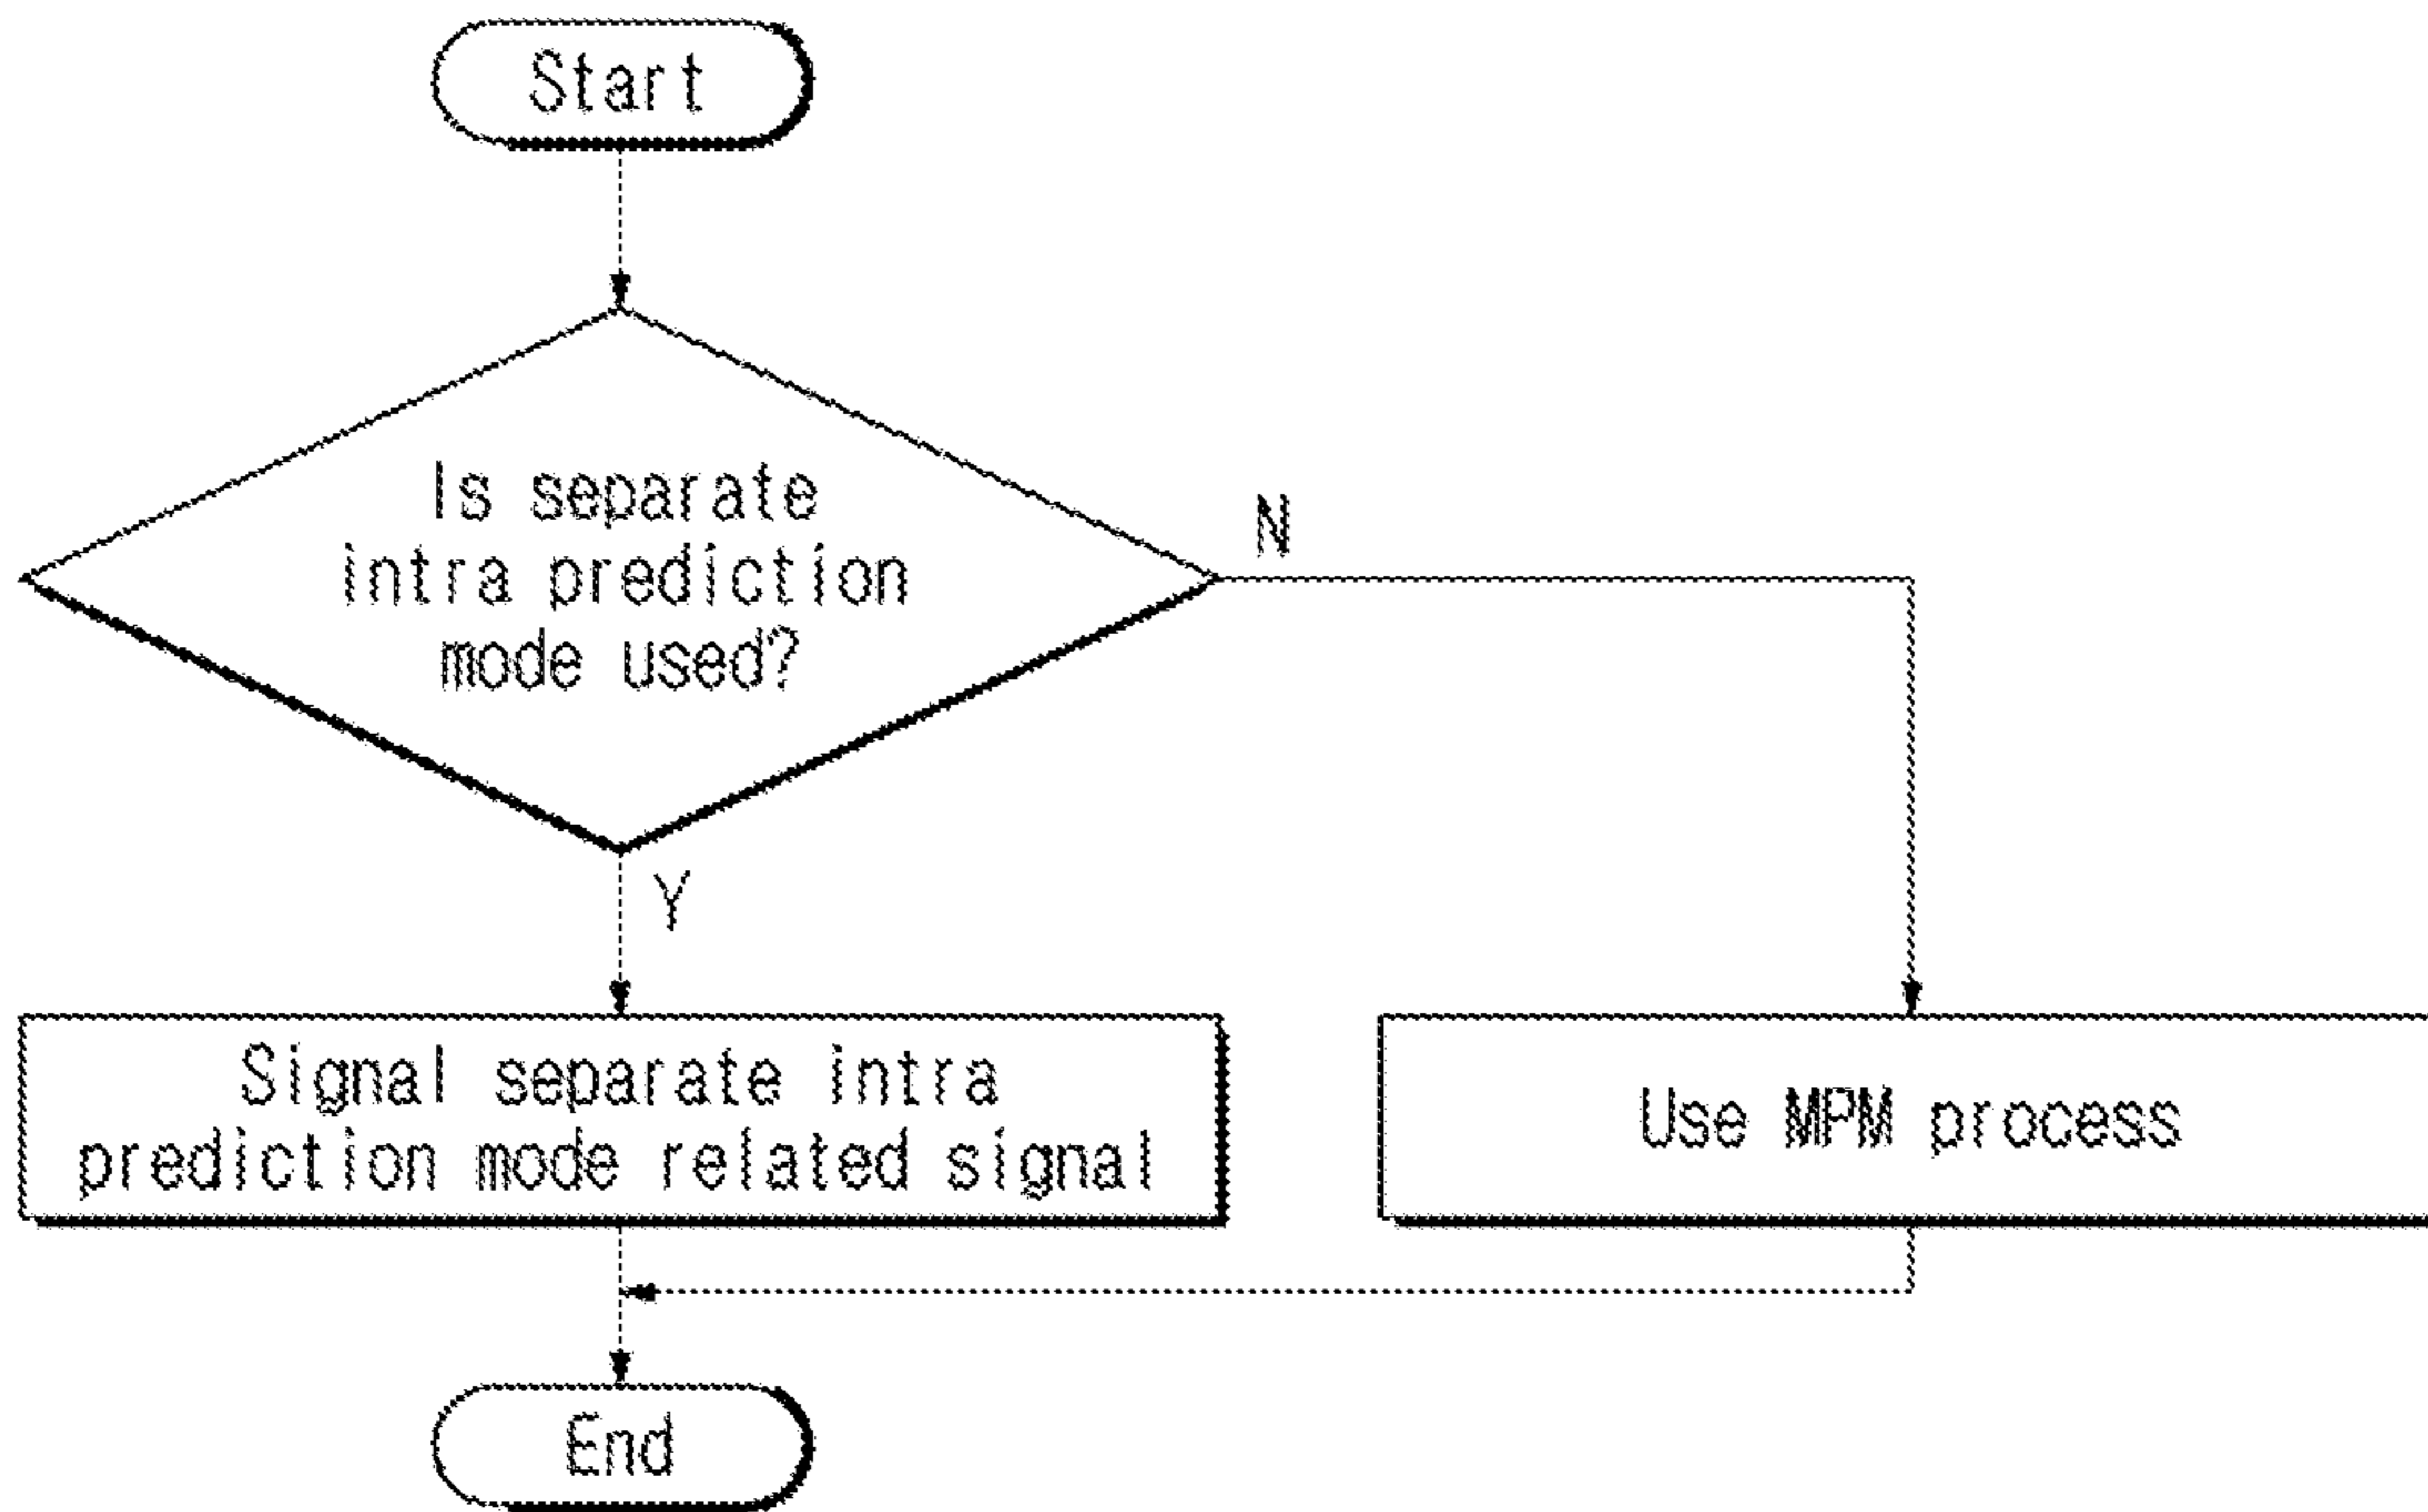 Start
Is separate
intra prediction
mode used?
N
Y
Signal separate intra
prediction mode related signal
Use MPM process
End